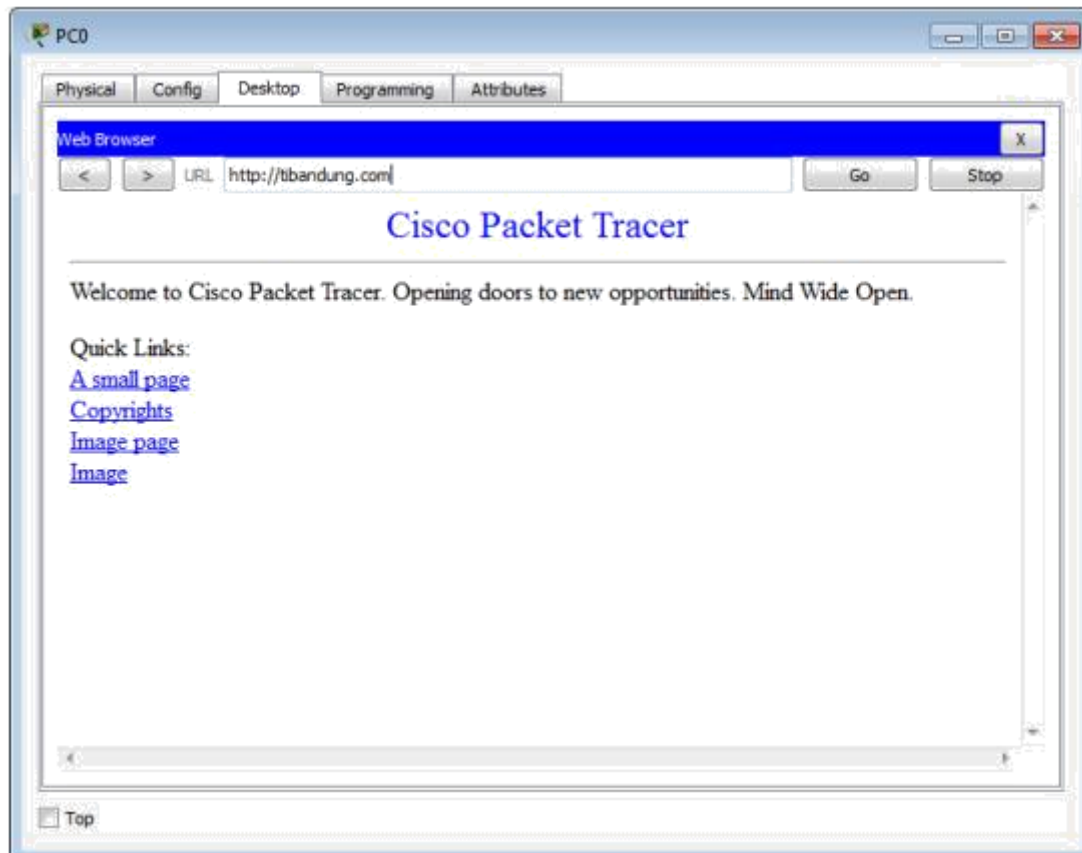 PC0
Physical Config Desktop Programming Attributes
Web Browser X
< > URL http://tibandung.com Go Stop
Cisco Packet Tracer
Welcome to Cisco Packet Tracer. Opening doors to new opportunities. Mind Wide Open.
Quick Links:
A small page
Copyrights
Image page
Image
Top